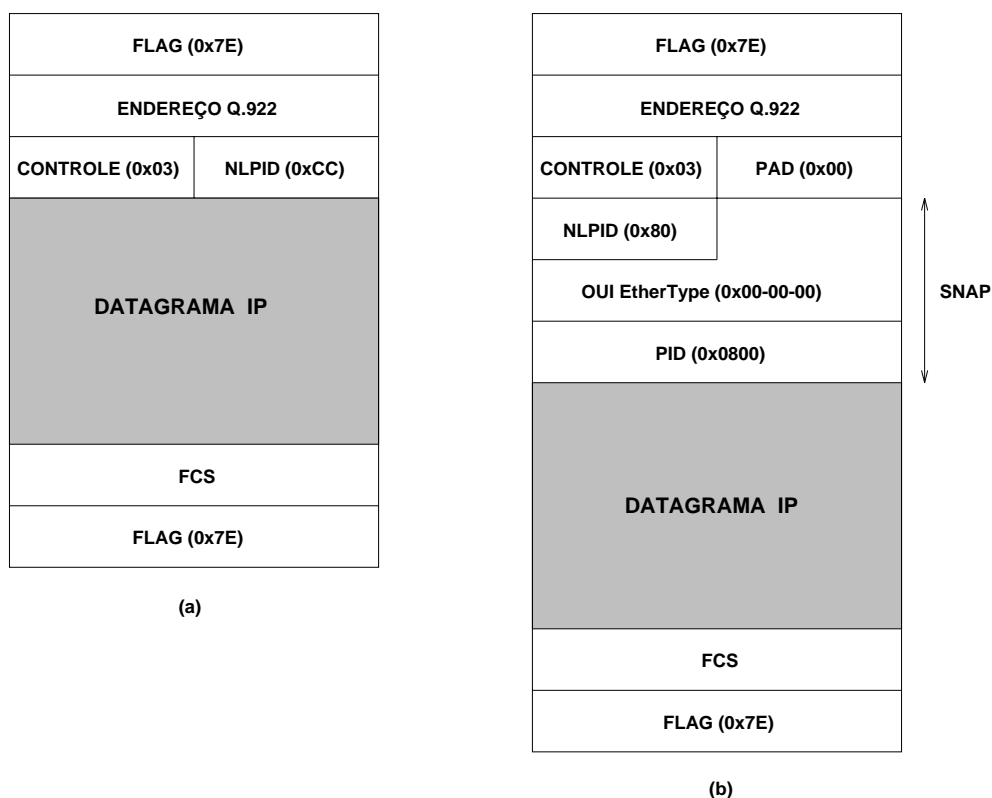 FLAG (0x7E)
ENDEREÇO Q.922
CONTROLE (0x03) NLPID (0xCC)
DATAGRAMA IP
FCS
FLAG (0x7E)
(a)
FLAG (0x7E)
ENDEREÇO Q.922
CONTROLE (0x03) PAD (0x00)
NLPID (0x80)
OUI EtherType (0x00-00-00)
SNAP
PID (0x0800)
DATAGRAMA IP
FCS
FLAG (0x7E)
(b)